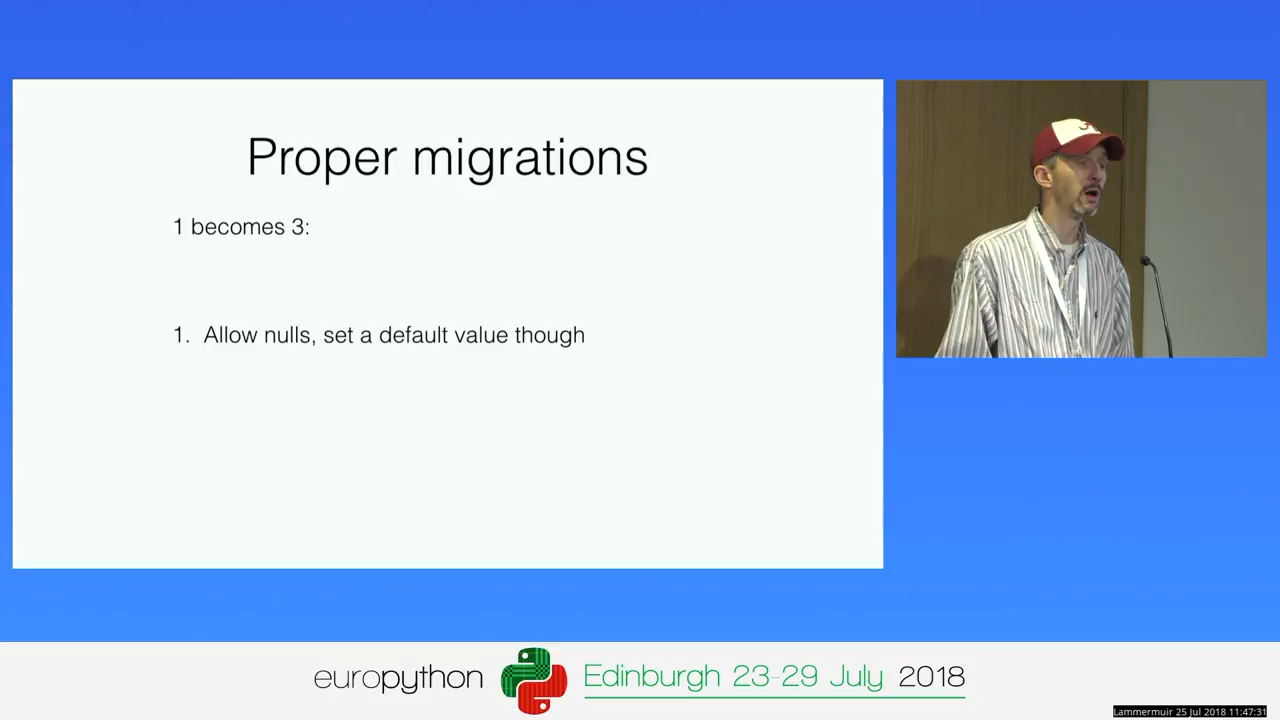 Proper migrations
1 becomes 3:
1. Allow nulls, set a default value though
europython Edinburgh 23-29 July 2018
Lammermuir 25 Jul 2018 11:47:31